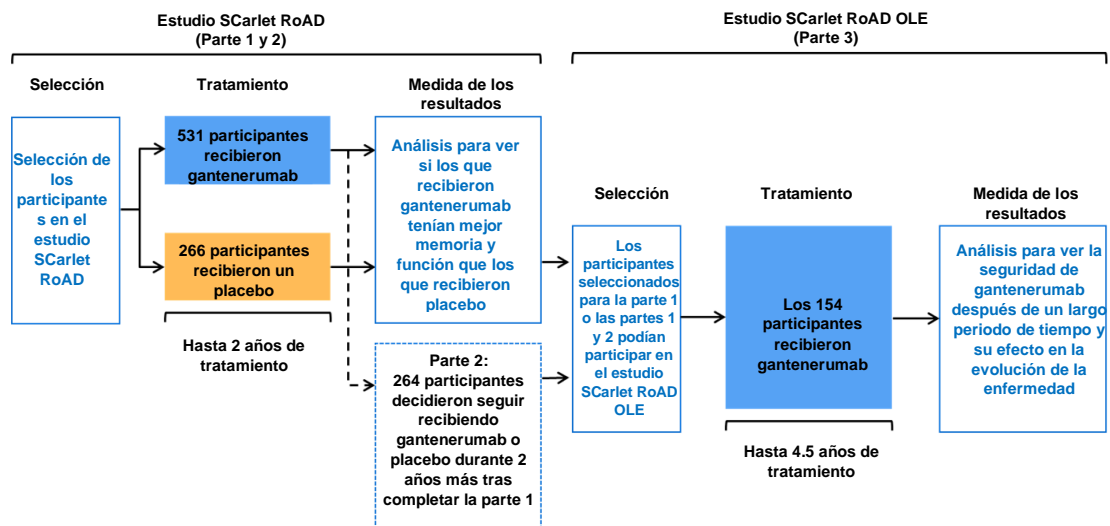 Estudio SCarlet RoAD
(Parte 1 y 2)
Selección
Tratamiento
Medida de los
resultados
Selección de
los
participante
s en el
estudio
SCarlet
RoAD
531 participantes
recibieron
gantenerumab
266 participantes
recibieron un
placebo
Hasta 2 años de
tratamiento
Análisis para ver
si los que
recibieron
gantenerumab
tenían mejor
memoria y
función que los
que recibieron
placebo
Parte 2:
264 participantes
decidieron seguir
recibiendo
gantenerumab o
placebo durante 2
años más tras
completar la parte 1
Estudio SCarlet RoAD OLE
(Parte 3)
Selección
Tratamiento
Medida de los
resultados
Los
participantes
seleccionados
para la parte 1
o las partes 1
y 2 podían
participar en
el estudio
SCarlet RoAD
OLE
Los 154
participantes
recibieron
gantenerumab
Hasta 4.5 años de
tratamiento
Análisis para ver la
seguridad de
gantenerumab
después de un largo
periodo de tiempo y
su efecto en la
evolución de la
enfermedad